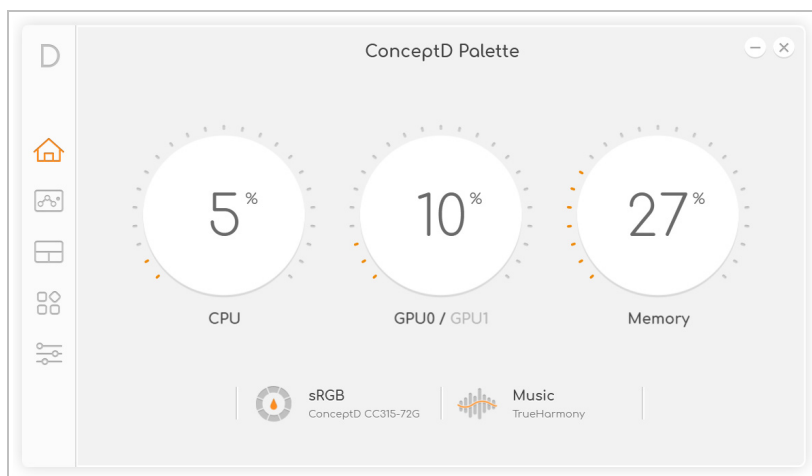 D
ConceptD Palette
5 %
10 %
27 %
CPU
GPU0 / GPU1
Memory
sRGB
ConceptD CC315-72G
Music
TrueHarmony